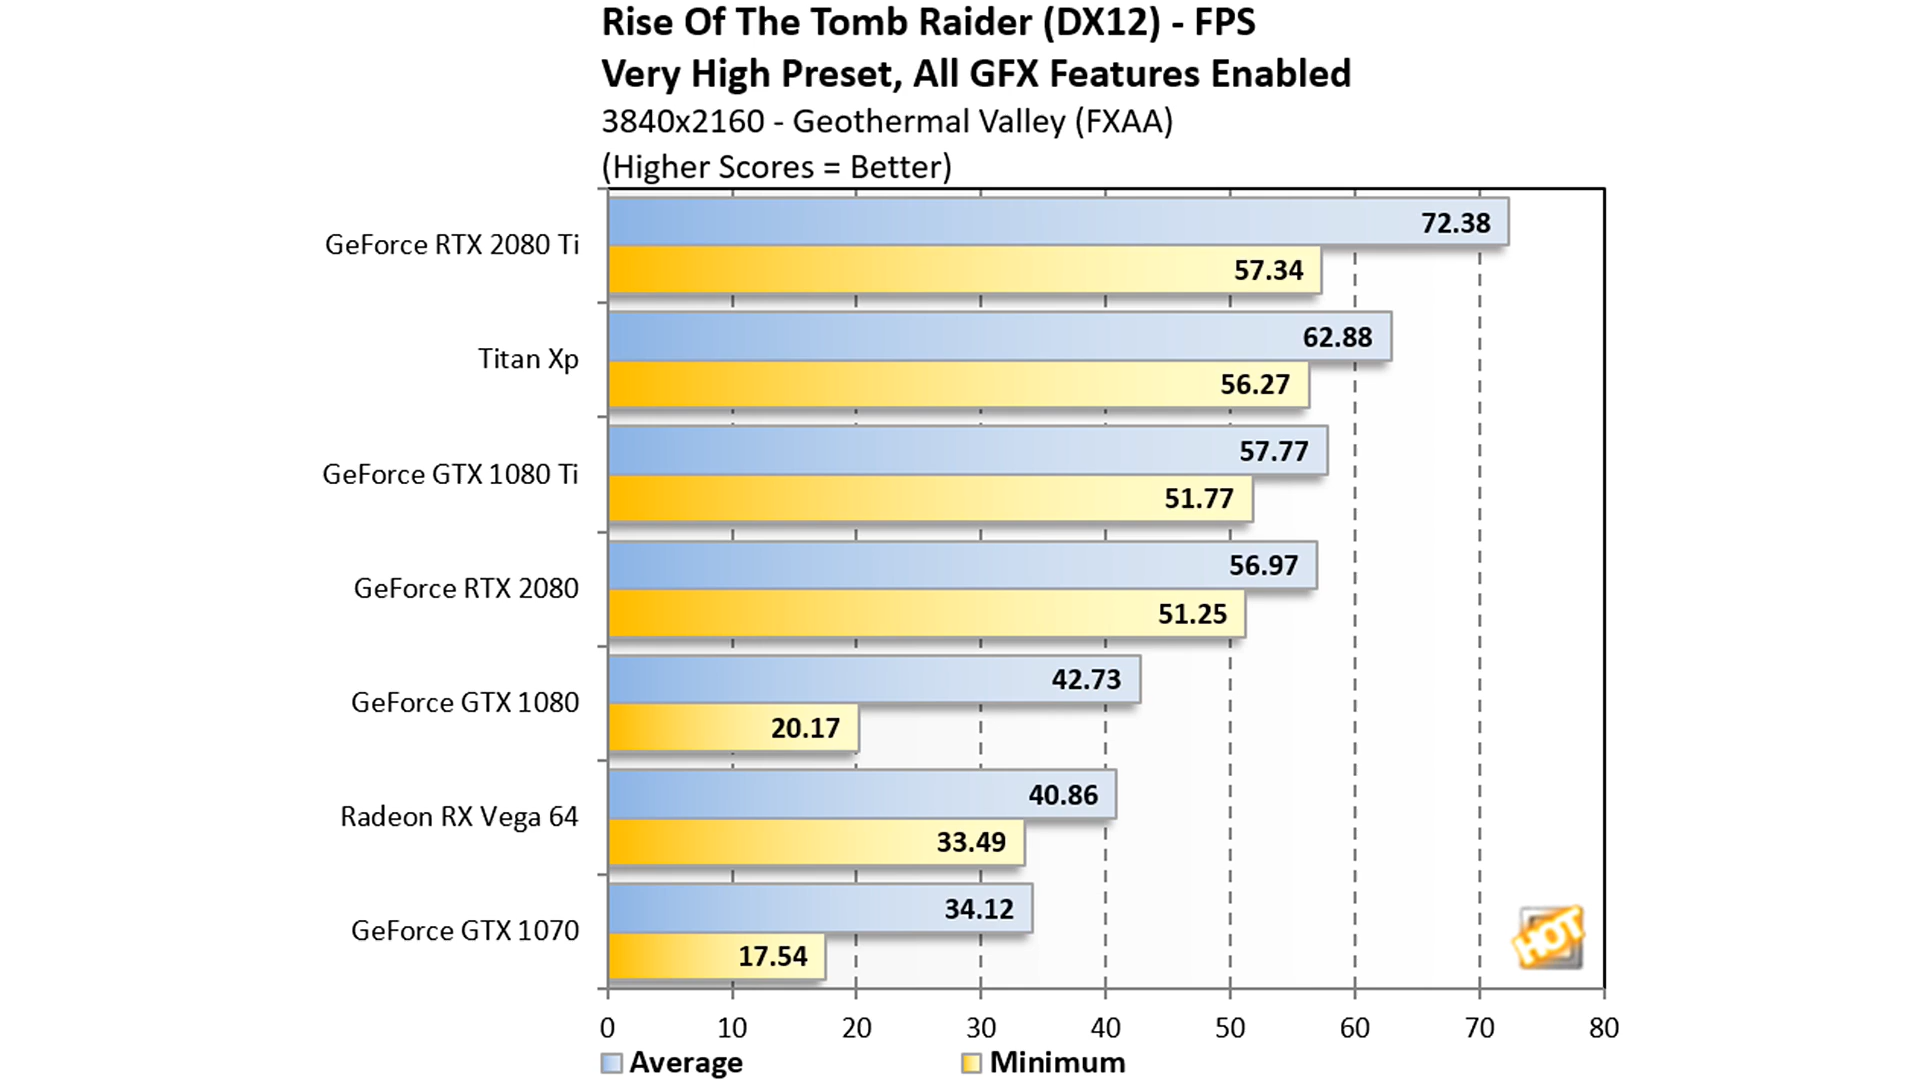 Rise Of The Tomb Raider (DX12) - FPS
Very High Preset, All GFX Features Enabled
3840x2160 - Geothermal Valley (FXAA)
(Higher Scores = Better)
GeForce RTX 2080 Ti
72.38
57.34
Titan Xp
62.88
56.27
GeForce GTX 1080 Ti
57.77
51.77
GeForce RTX 2080
56.97
51.25
GeForce GTX 1080
42.73
20.17
Radeon RX Vega 64
40.86
33.49
GeForce GTX 1070
34.12
17.54
HOT
0 10 20 30 40 50 60 70 80
Average Minimum